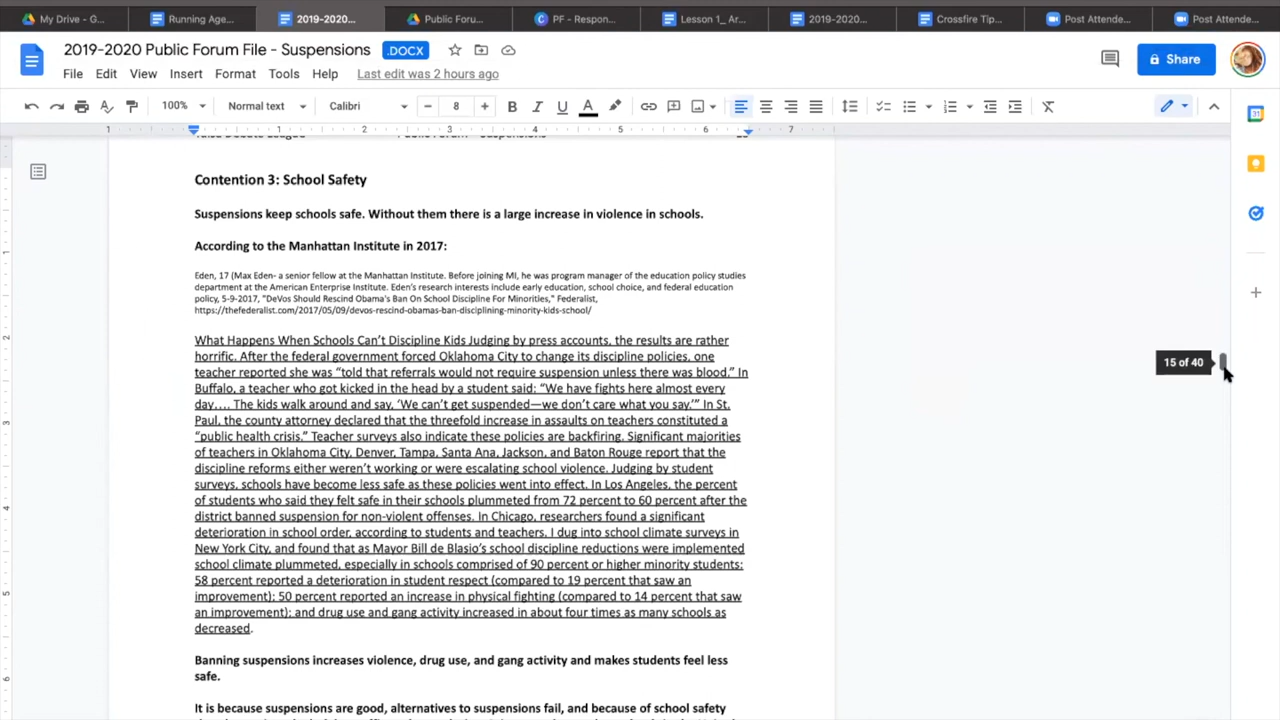 My Drive - G...
Running Age...
2019-2020...
Public Foru...
PF - Respon...
Lesson 1_ Ar...
2019-2020...
Crossfire Tip...
Post Attende...
Post Attende...
2019-2020 Public Forum File - Suspensions .DOCX
Share
File Edit View Insert Format Tools Help Last edit was 2 hours ago
100% Normal text Calibri − 8 + B I U A
1 1 2 3 4 5 6 7
Public Forum – Suspensions
Contention 3: School Safety
Suspensions keep schools safe. Without them there is a large increase in violence in schools.
According to the Manhattan Institute in 2017:
Eden, 17 (Max Eden- a senior fellow at the Manhattan Institute. Before joining MI, he was program manager of the education policy studies
department at the American Enterprise Institute. Eden's research interests include early education, school choice, and federal education
policy, 5-9-2017, "DeVos Should Rescind Obama's Ban On School Discipline For Minorities," Federalist,
https://thefederalist.com/2017/05/09/devos-rescind-obamas-ban-disciplining-minority-kids-school/
What Happens When Schools Can't Discipline Kids Judging by press accounts, the results are rather
horrific. After the federal government forced Oklahoma City to change its discipline policies, one
teacher reported she was "told that referrals would not require suspension unless there was blood." In
Buffalo, a teacher who got kicked in the head by a student said: "We have fights here almost every
day.... The kids walk around and say, 'We can't get suspended—we don't care what you say.'" In St.
Paul, the county attorney declared that the threefold increase in assaults on teachers constituted a
"public health crisis." Teacher surveys also indicate these policies are backfiring. Significant majorities
of teachers in Oklahoma City, Denver, Tampa, Santa Ana, Jackson, and Baton Rouge report that the
discipline reforms either weren't working or were escalating school violence. Judging by student
surveys, schools have become less safe as these policies went into effect. In Los Angeles, the percent
of students who said they felt safe in their schools plummeted from 72 percent to 60 percent after the
district banned suspension for non-violent offenses. In Chicago, researchers found a significant
deterioration in school order, according to students and teachers. I dug into school climate surveys in
New York City, and found that as Mayor Bill de Blasio's school discipline reductions were implemented
school climate plummeted, especially in schools comprised of 90 percent or higher minority students:
58 percent reported a deterioration in student respect (compared to 19 percent that saw an
improvement); 50 percent reported an increase in physical fighting (compared to 14 percent that saw
an improvement); and drug use and gang activity increased in about four times as many schools as
decreased.
Banning suspensions increases violence, drug use, and gang activity and makes students feel less
safe.
It is because suspensions are good, alternatives to suspensions fail, and because of school safety
15 of 40
1
2
3
4
5
6
31